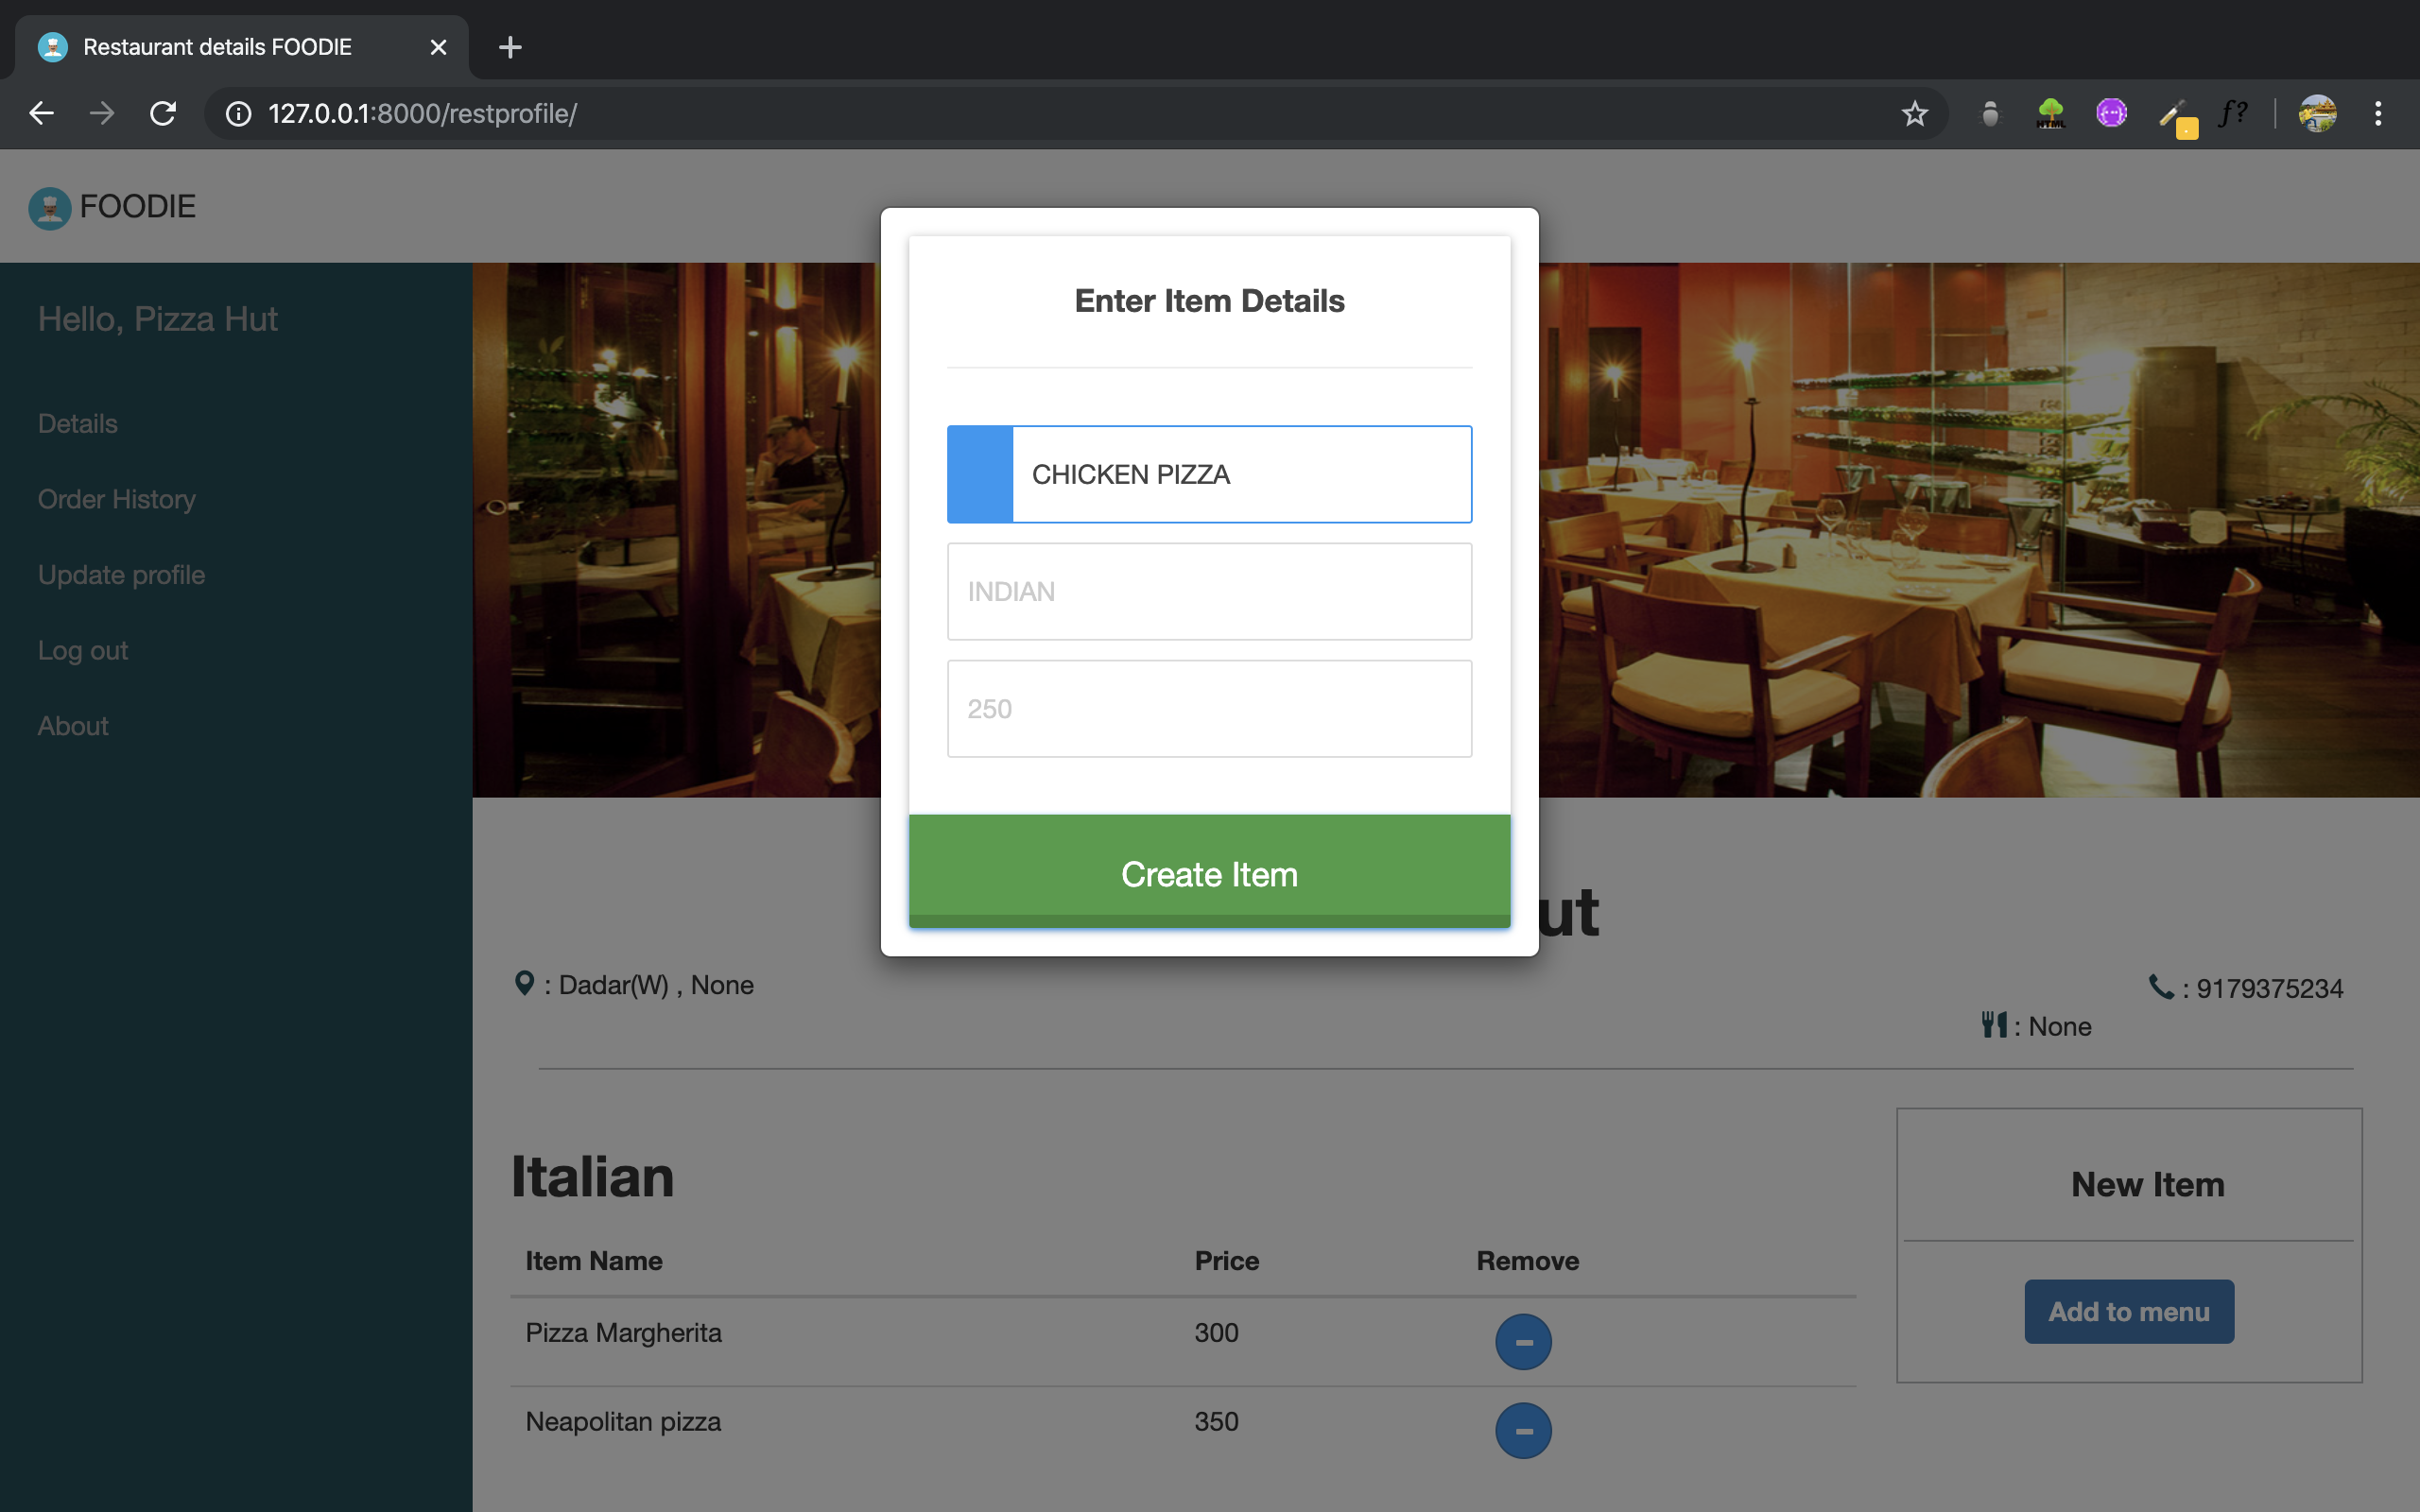 Restaurant details FOODIE
127.0.0.1:8000/restprofile/
HTML
f?
FOODIE
Hello, Pizza Hut
Details
Order History
Update profile
Log out
About
Enter Item Details
CHICKEN PIZZA
INDIAN
250
Create Item
ut
: Dadar(W) , None
: 9179375234
: None
Italian
Item Name Price Remove
Pizza Margherita 300
Neapolitan pizza 350
New Item
Add to menu